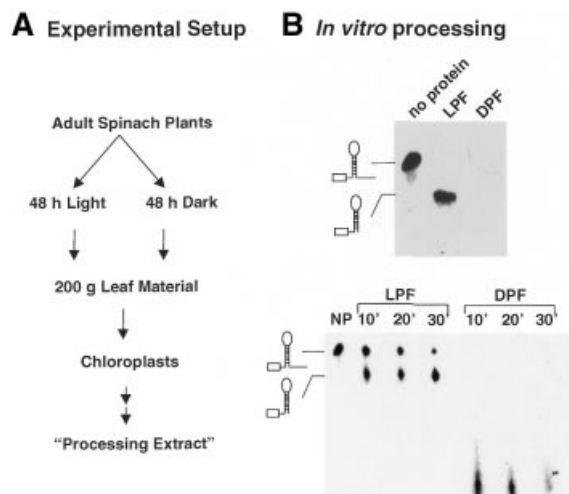 A Experimental Setup
Adult Spinach Plants
48 h Light 48 h Dark
200 g Leaf Material
Chloroplasts
"Processing Extract"
B In vitro processing
no protein LPF DPF
LPF DPF
NP 10' 20' 30' 10' 20' 30'